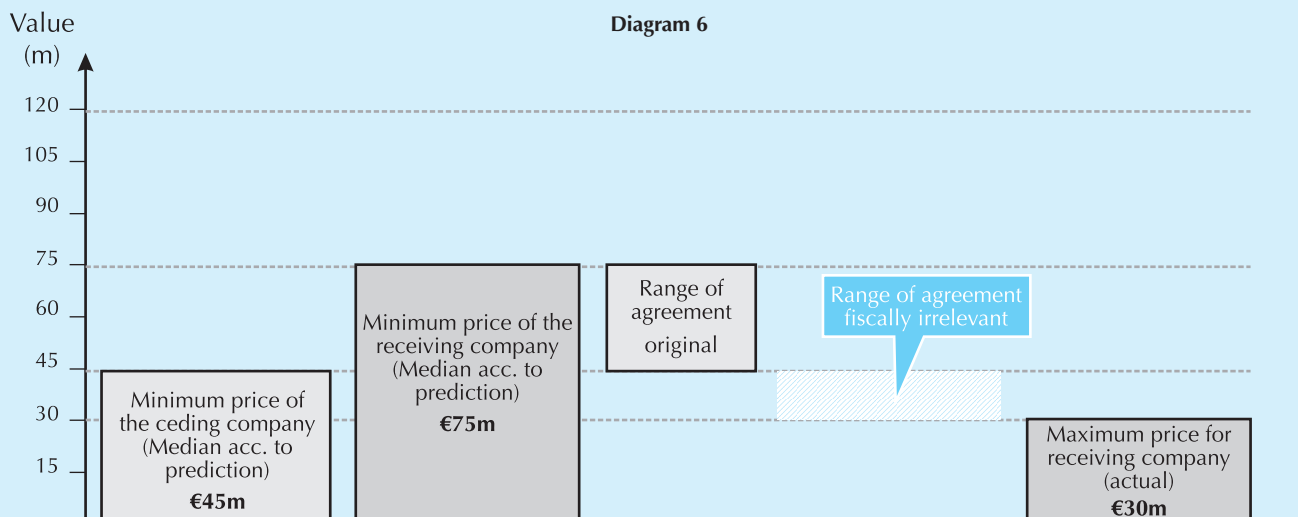 Value
(m)
Diagram 6
120
105
90
75
60
45
30
15
Minimum price of
the ceding company
(Median acc. to
prediction)
€45m
Minimum price of the
receiving company
(Median acc. to
prediction)
€75m
Range of
agreement
original
Range of agreement
fiscally irrelevant
Maximum price for
receiving company
(actual)
€30m